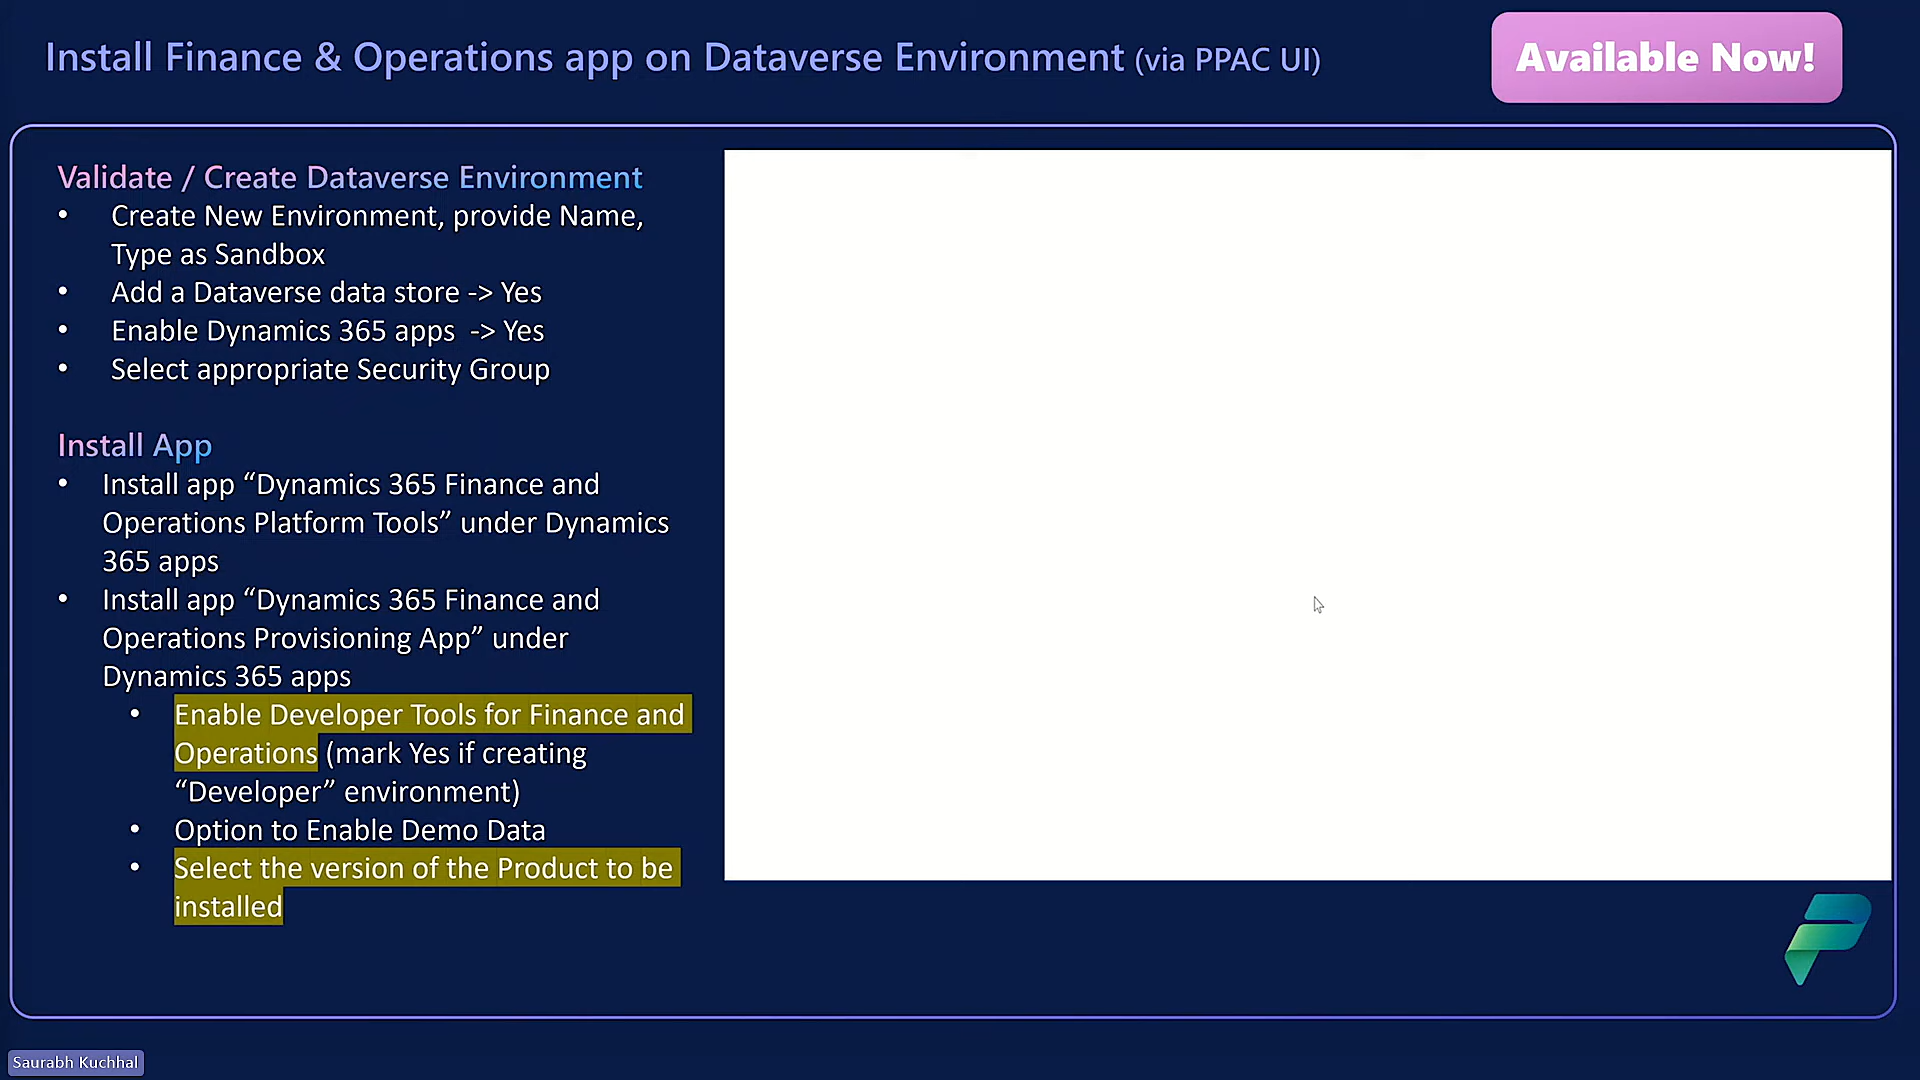 Install Finance & Operations app on Dataverse Environment (via PPAC UI)
Available Now!
Validate / Create Dataverse Environment
• Create New Environment, provide Name,
Type as Sandbox
• Add a Dataverse data store -> Yes
• Enable Dynamics 365 apps  -> Yes
• Select appropriate Security Group
Install App
• Install app “Dynamics 365 Finance and
Operations Platform Tools” under Dynamics
365 apps
• Install app “Dynamics 365 Finance and
Operations Provisioning App” under
Dynamics 365 apps
• Enable Developer Tools for Finance and
Operations (mark Yes if creating
“Developer” environment)
• Option to Enable Demo Data
• Select the version of the Product to be
installed
Saurabh Kuchhal